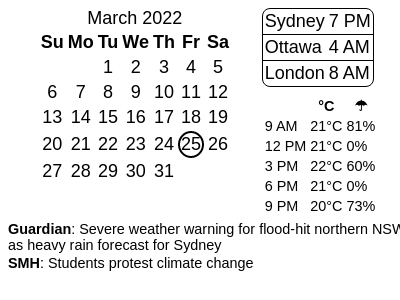 March 2022
Su Mo Tu We Th Fr Sa
1 2 3 4 5
6 7 8 9 10 11 12
13 14 15 16 17 18 19
20 21 22 23 24 25 26
27 28 29 30 31
Sydney 7 PM
Ottawa 4 AM
London 8 AM
°C ☂
9 AM 21°C 81%
12 PM 21°C 0%
3 PM 22°C 60%
6 PM 21°C 0%
9 PM 20°C 73%
Guardian: Severe weather warning for flood-hit northern NSW
as heavy rain forecast for Sydney
SMH: Students protest climate change